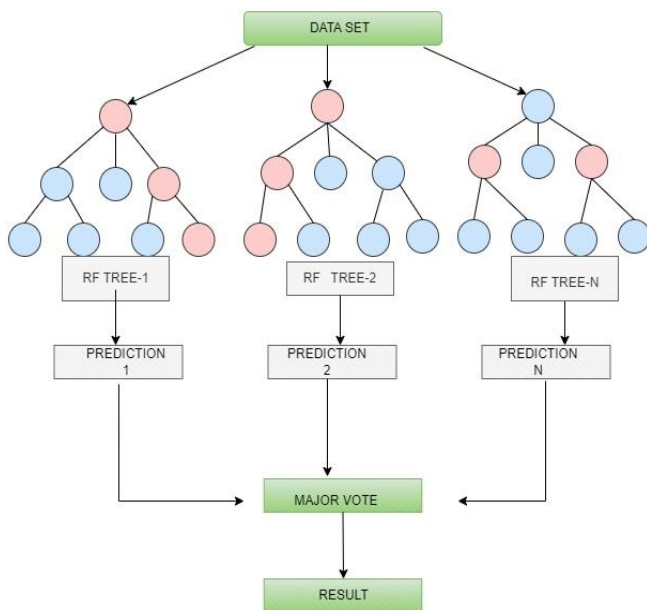 DATA SET
RF TREE-1
RF TREE-2
RF TREE-N
PREDICTION
1
PREDICTION
2
PREDICTION
N
MAJOR VOTE
RESULT